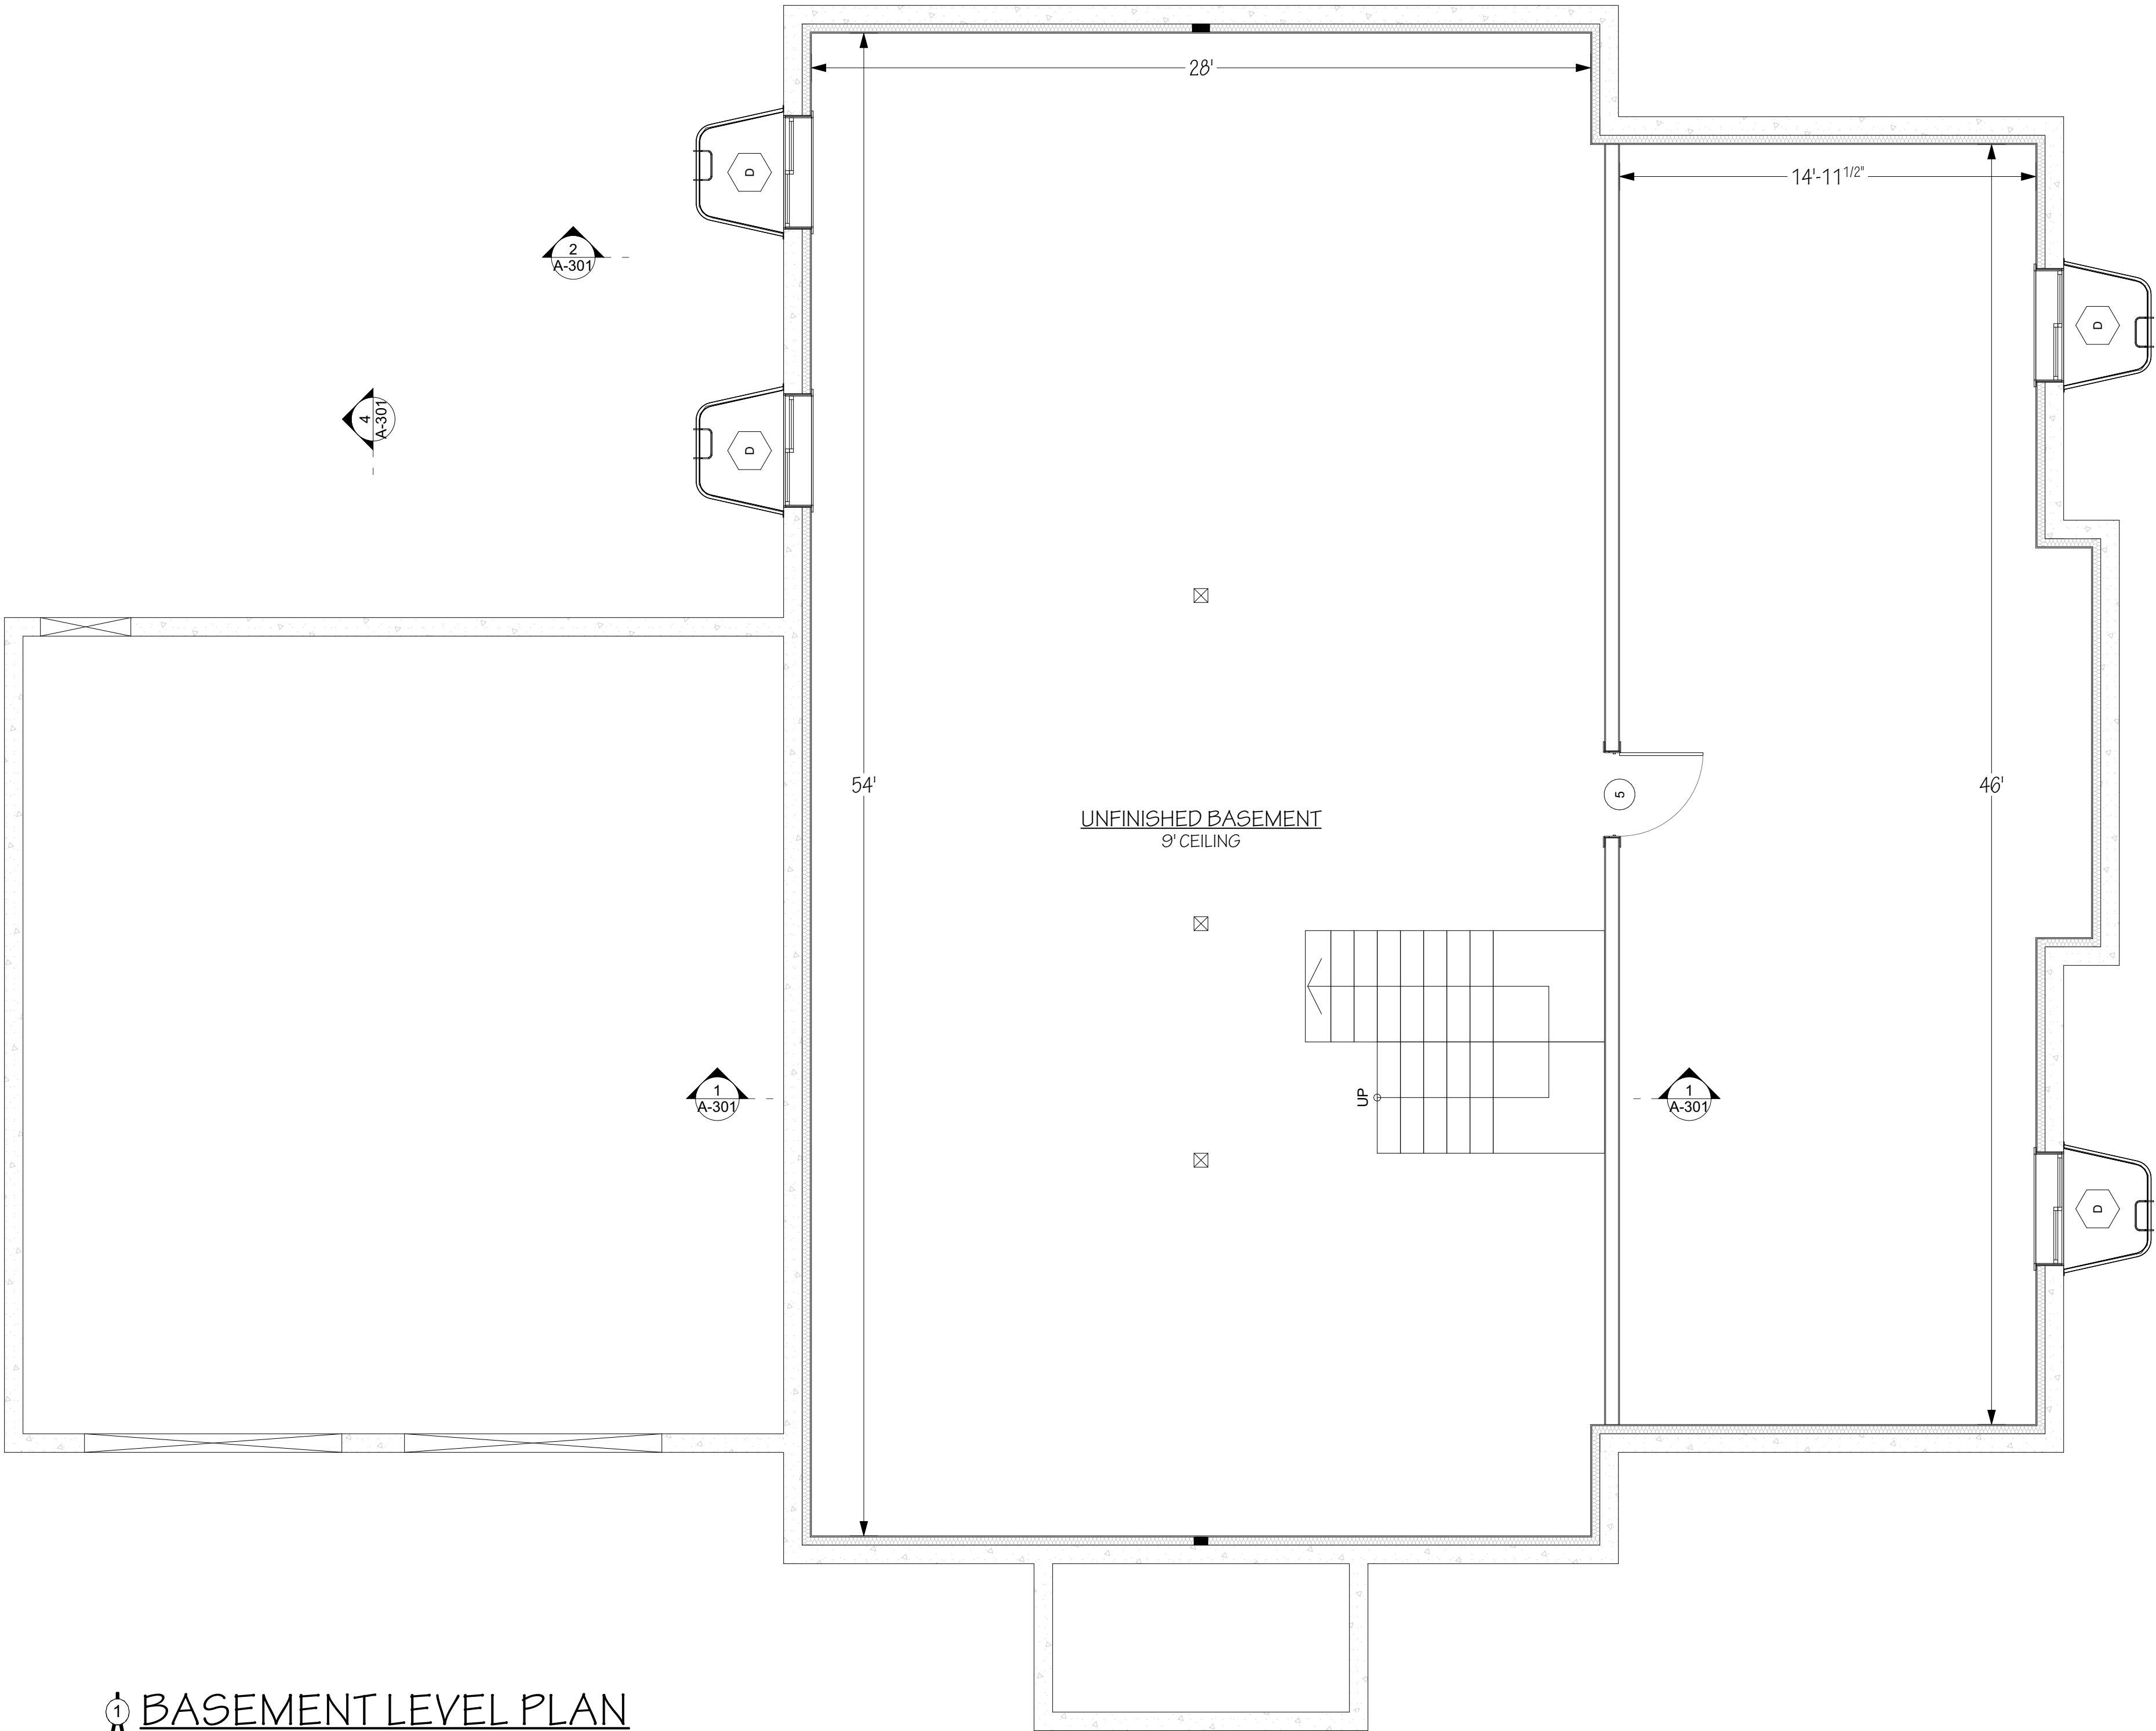 28'
14'-11 1/2"
D
2
A-301
D
4
A-301
D
54'
46'
5
UNFINISHED BASEMENT
9' CEILING
UP
1
A-301
1
A-301
D
1 BASEMENT LEVEL PLAN